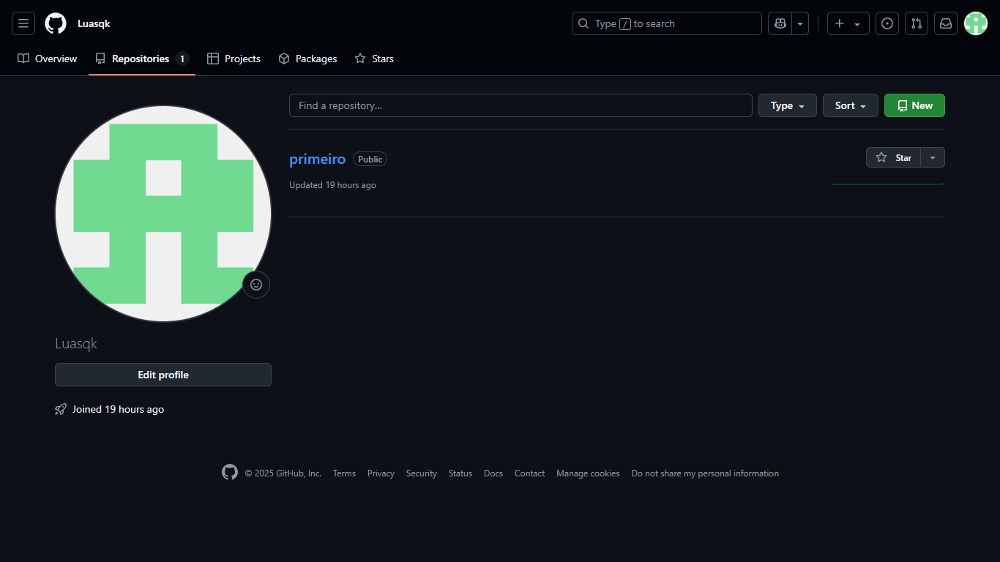 Luasqk
Type / to search
Overview Repositories 1 Projects Packages Stars
Find a repository... Type Sort New
primeiro Public Star
Updated 19 hours ago
Luasqk
Edit profile
Joined 19 hours ago
© 2025 GitHub, Inc. Terms Privacy Security Status Docs Contact Manage cookies Do not share my personal information